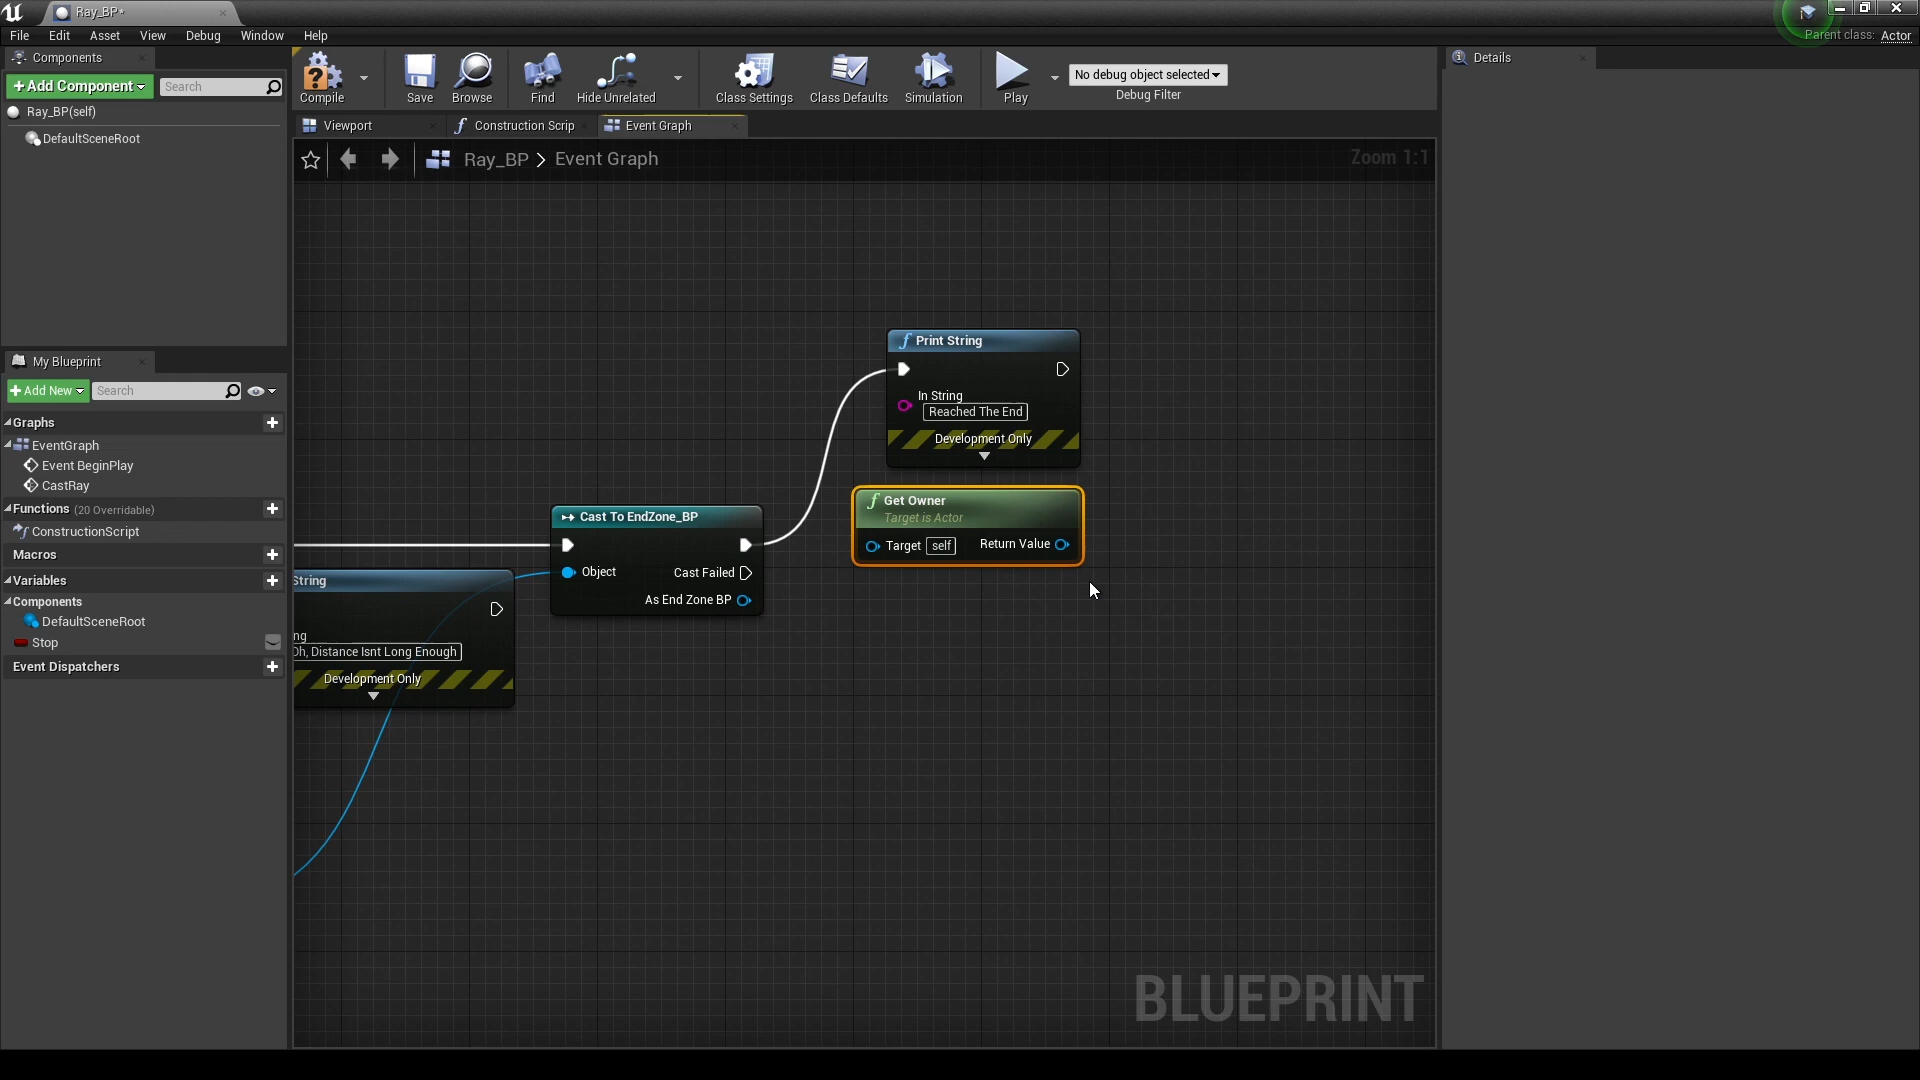 Ray_BP*
File Edit Asset View Debug Window Help
Parent class: Actor
Components
Add Component
Search
Ray_BP(self)
DefaultSceneRoot
Compile
Save
Browse
Find
Hide Unrelated
Class Settings
Class Defaults
Simulation
Play
No debug object selected
Debug Filter
Details
Viewport
Construction Scrip
Event Graph
Ray_BP > Event Graph
Zoom 1:1
My Blueprint
Add New
Search
Graphs
EventGraph
Event BeginPlay
CastRay
Functions (20 Overridable)
ConstructionScript
Macros
Variables
Components
DefaultSceneRoot
Stop
Event Dispatchers
Print String
In String
Reached The End
Development Only
Get Owner
Target is Actor
Target self Return Value
Cast To EndZone_BP
Object Cast Failed
As End Zone BP
String
ng
Oh, Distance Isnt Long Enough
Development Only
BLUEPRINT